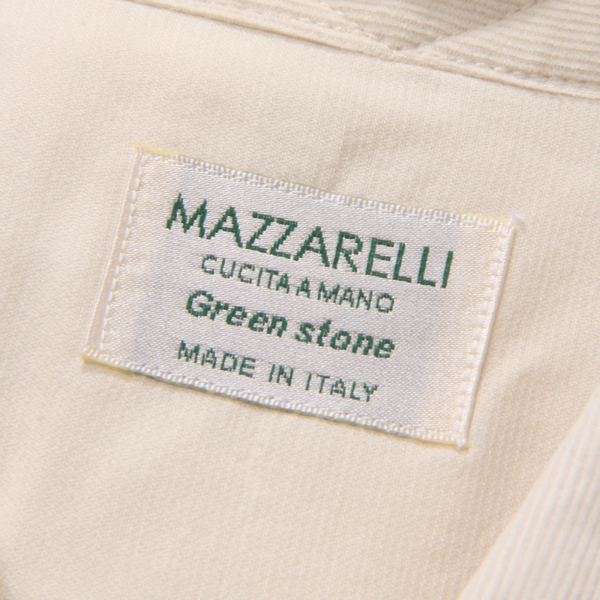 MAZZARELLI
CUCITA A MANO
Green stone
MADE IN ITALY